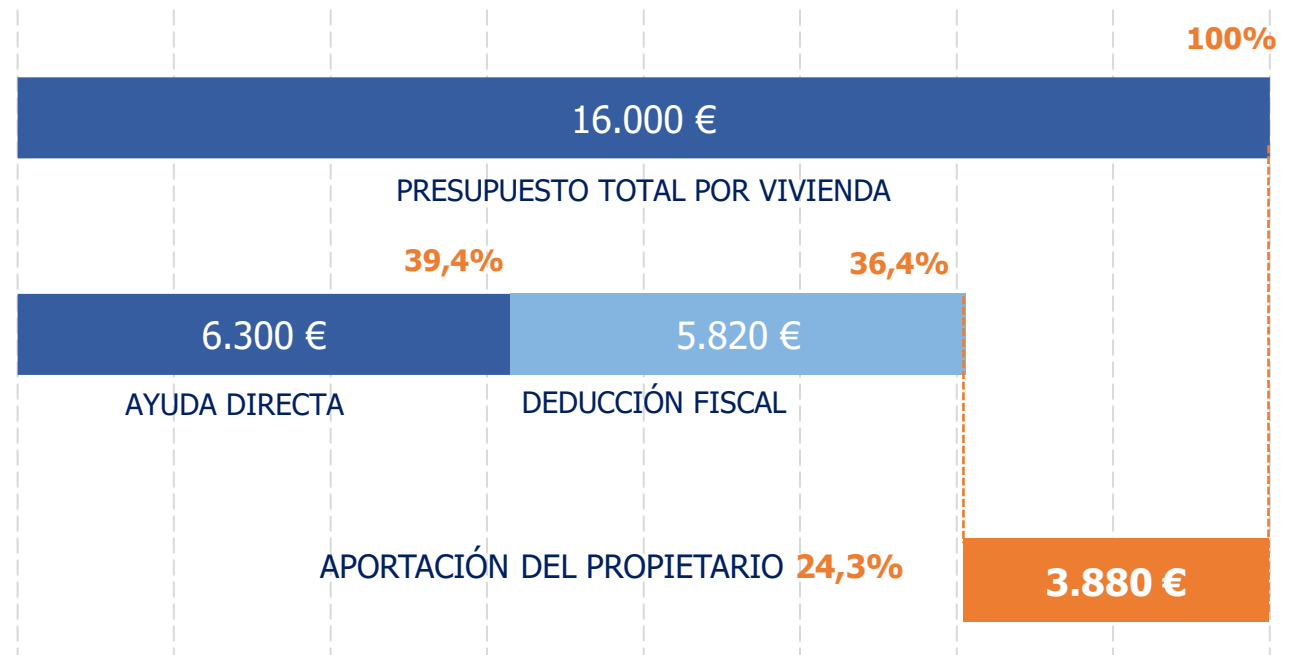 100%
16.000 €
PRESUPUESTO TOTAL POR VIVIENDA
39,4%
36,4%
6.300 €
5.820 €
AYUDA DIRECTA
DEDUCCIÓN FISCAL
APORTACIÓN DEL PROPIETARIO 24,3%
3.880 €